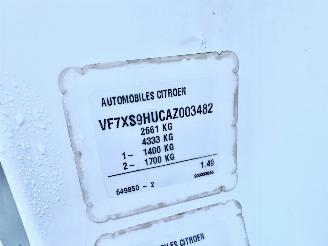 AUTOMOBILES CITROEN
VF7XS9HUCAZ003482
2661 KG
4333 KG
1- 1400 KG
2- 1700 KG
1.49
649850 - 2